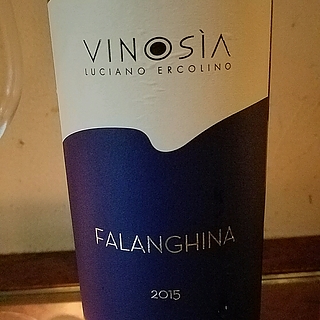 VINOSÌA
LUCIANO ERCOLINO
FALANGHINA
2015